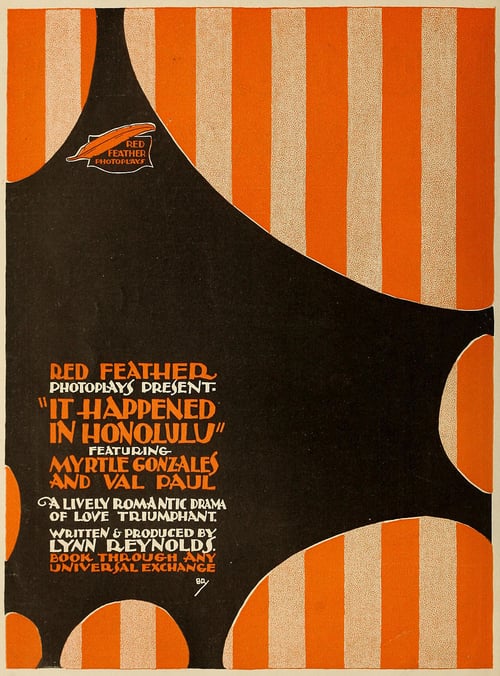 RED
FEATHER
PHOTOPLAYS
RED FEATHER
PHOTOPLAYS PRESENT.
"IT HAPPENED
IN HONOLULU"
FEATURING
MYRTLE GONZALES
AND VAL PAUL
A LIVELY ROMANTIC DRAMA
OF LOVE TRIUMPHANT.
WRITTEN & PRODUCED BY
LYNN REYNOLDS.
BOOK THROUGH ANY
UNIVERSAL EXCHANGE